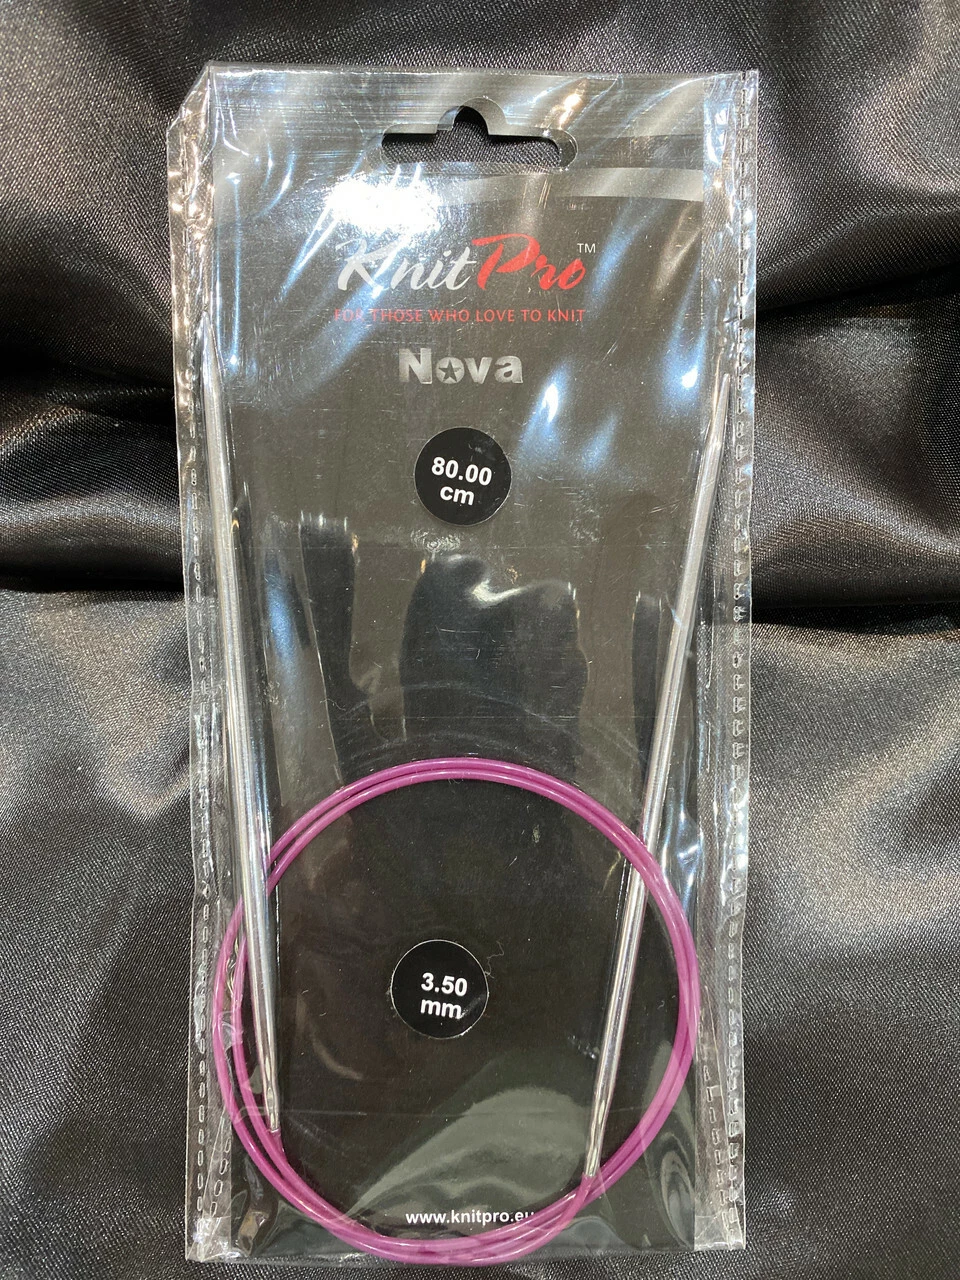 KnitPro™
FOR THOSE WHO LOVE TO KNIT
Nova
80.00
cm
3.50
mm
www.knitpro.eu